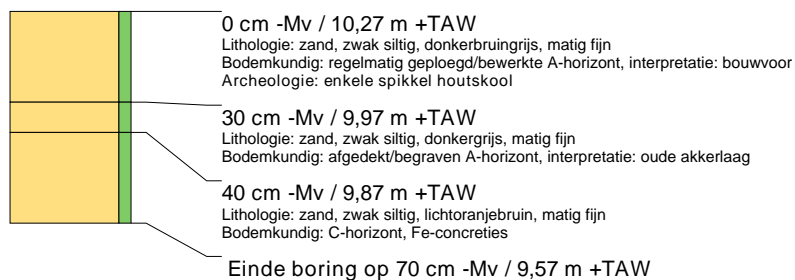 0 cm -Mv / 10,27 m +TAW
Lithologie: zand, zwak siltig, donkerbruingrijs, matig fijn
Bodemkundig: regelmatig geploegd/bewerkte A-horizont, interpretatie: bouwvoor
Archeologie: enkele spikkel houtskool
30 cm -Mv / 9,97 m +TAW
Lithologie: zand, zwak siltig, donkergrijs, matig fijn
Bodemkundig: afgedekt/begraven A-horizont, interpretatie: oude akkerlaag
40 cm -Mv / 9,87 m +TAW
Lithologie: zand, zwak siltig, lichtoranjebruin, matig fijn
Bodemkundig: C-horizont, Fe-concreties
Einde boring op 70 cm -Mv / 9,57 m +TAW